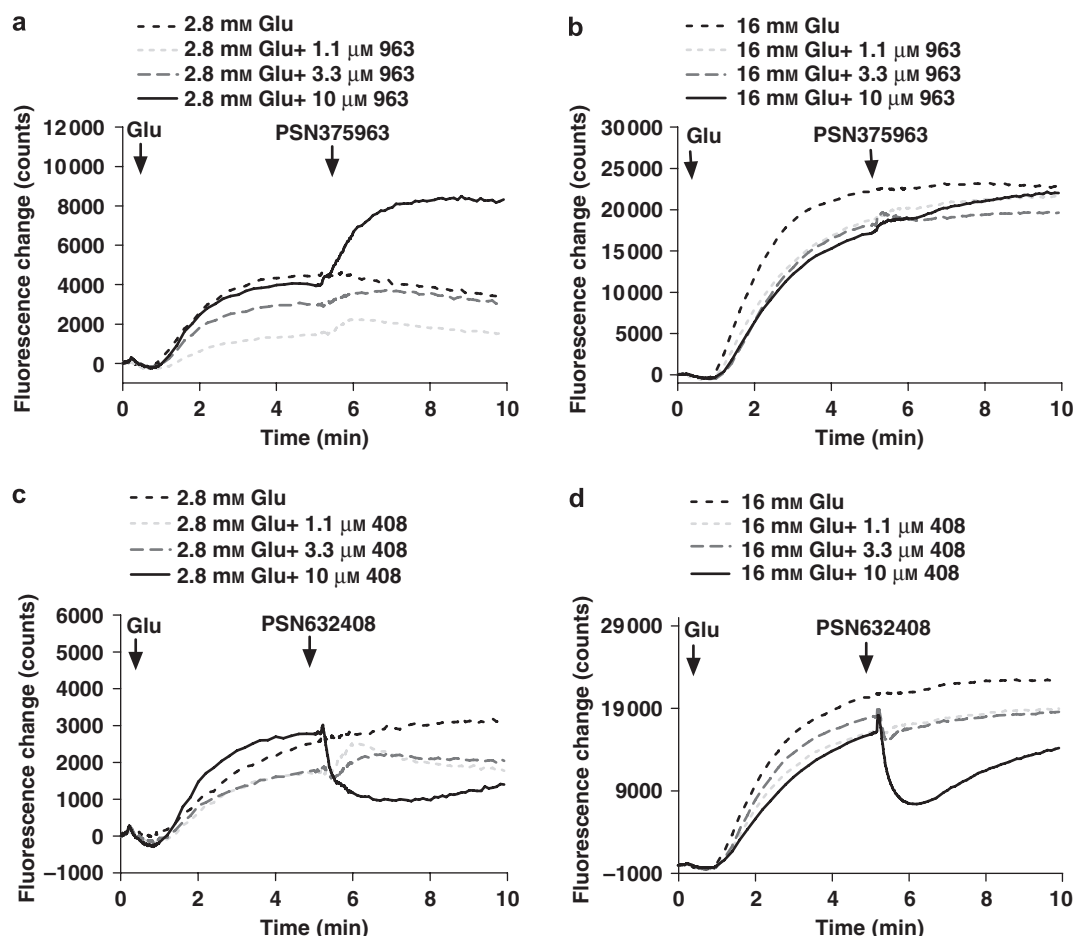 a
2.8 mM Glu
2.8 mM Glu+ 1.1 μM 963
2.8 mM Glu+ 3.3 μM 963
2.8 mM Glu+ 10 μM 963
Fluorescence change (counts)
12 000
10 000
8000
6000
4000
2000
0
Glu
PSN375963
0 2 4 6 8 10
Time (min)
b
16 mM Glu
16 mM Glu+ 1.1 μM 963
16 mM Glu+ 3.3 μM 963
16 mM Glu+ 10 μM 963
Fluorescence change (counts)
30 000
25 000
20 000
15 000
10 000
5000
0
Glu
PSN375963
0 2 4 6 8 10
Time (min)
c
2.8 mM Glu
2.8 mM Glu+ 1.1 μM 408
2.8 mM Glu+ 3.3 μM 408
2.8 mM Glu+ 10 μM 408
Fluorescence change (counts)
6000
5000
4000
3000
2000
1000
0
−1000
Glu
PSN632408
0 2 4 6 8 10
Time (min)
d
16 mM Glu
16 mM Glu+ 1.1 μM 408
16 mM Glu+ 3.3 μM 408
16 mM Glu+ 10 μM 408
Fluorescence change (counts)
29 000
19 000
9000
−1000
Glu
PSN632408
0 2 4 6 8 10
Time (min)